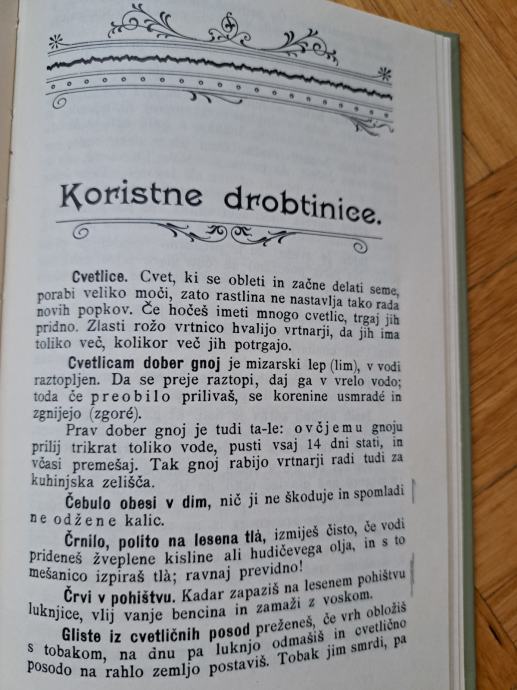 Koristne drobtinice.
Cvetlice. Cvet, ki se obleti in začne delati seme,
porabi veliko moči, zato rastlina ne nastavlja tako rada
novih popkov. Če hočeš imeti mnogo cvetlic, trgaj jih
pridno. Zlasti rožo vrtnico hvalijo vrtnarji, da jih ima
toliko več, kolikor več jih potrgajo.
Cvetlicam dober gnoj je mizarski lep (lim), v vodi
raztopljen. Da se preje raztopi, daj ga v vrelo vodo;
toda če preobilo prilivaš, se korenine usmradé in
zgnijejo (zgoré).
Prav dober gnoj je tudi ta-le: ovčjemu gnoju
prilij trikrat toliko vode, pusti vsaj 14 dni stati, in
včasi premešaj. Tak gnoj rabijo vrtnarji radi tudi za
kuhinjska zelišča.
Čebulo obesi v dim, nič ji ne škoduje in spomladi
ne odžene kalic.
Črnilo, polito na lesena tlà, izmiješ čisto, če vodi
prideneš žveplene kisline ali hudičevega olja, in s to
mešanico izpiraš tlà; ravnaj previdno!
Črvi v pohištvu. Kadar zapaziš na lesenem pohištvu
luknjice, vlij vanje bencina in zamaži z voskom.
Gliste iz cvetličnih posod preženeš, če vrh obložiš
s tobakom, na dnu pa luknjo odmašiš in cvetlično
posodo na rahlo zemljo postaviš. Tobak jim smrdi, pa